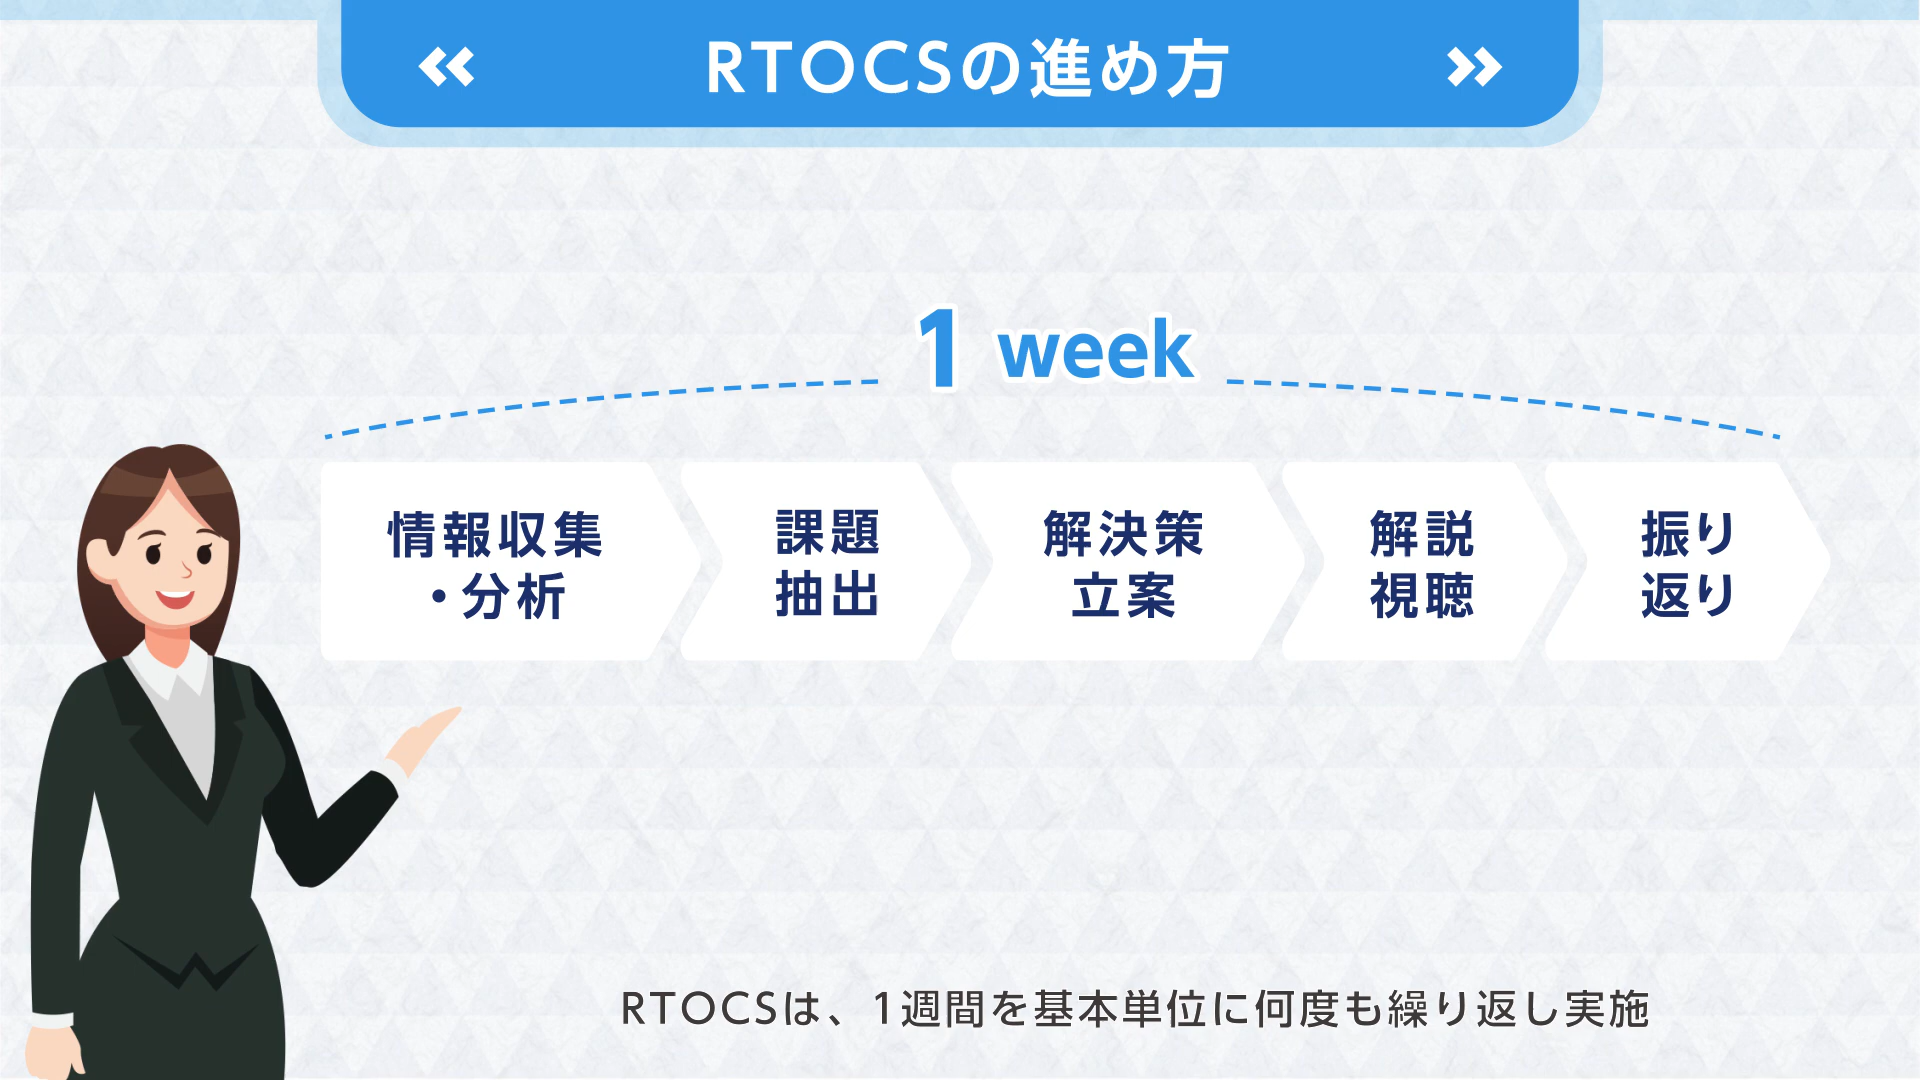 RTOCSの進め方
1 week
情報収集
・分析
課題
抽出
解決策
立案
解説
視聴
振り
返り
RTOCSは、1週間を基本単位に何度も繰り返し実施